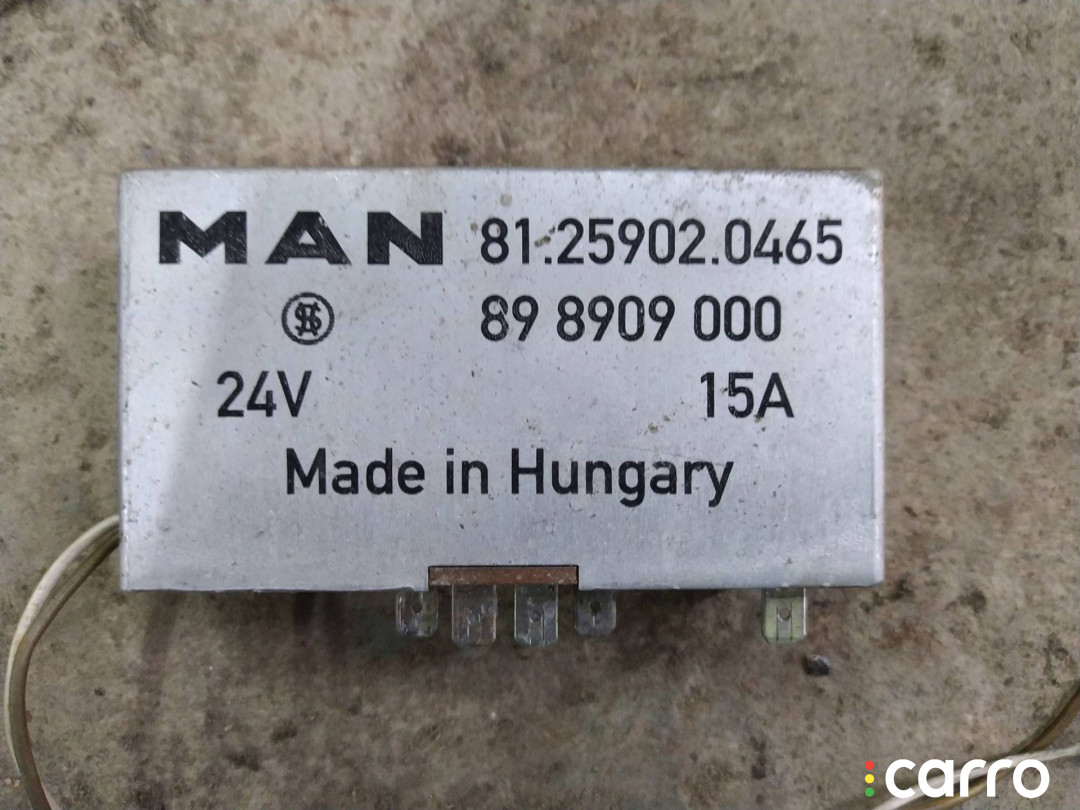 MAN 81.25902.0465
89 8909 000
24V 15A
Made in Hungary
carro